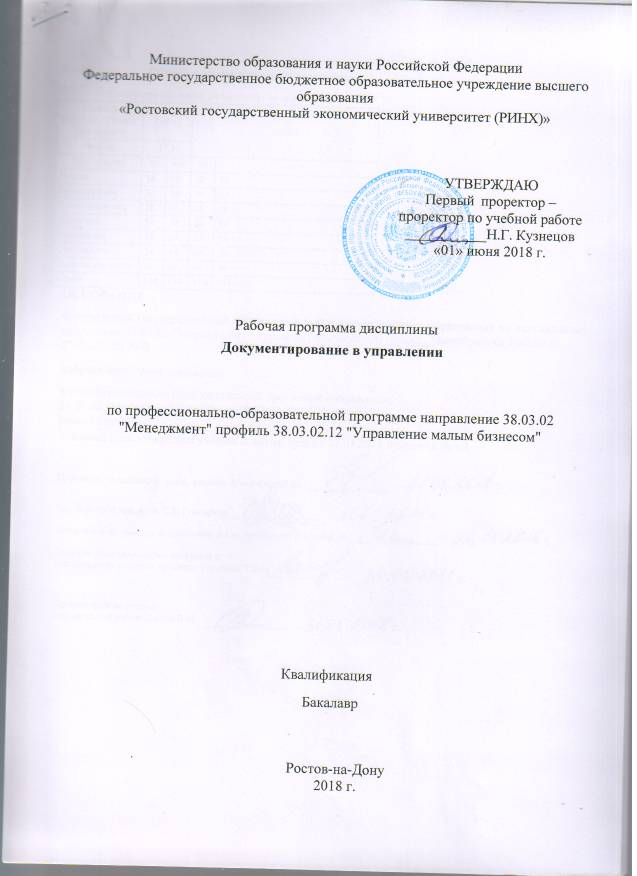 Министерство образования и науки Российской Федерации
Федеральное государственное бюджетное образовательное учреждение высшего
образования
«Ростовский государственный экономический университет (РИНХ)»
УТВЕРЖДАЮ
Первый проректор –
проректор по учебной работе
Н.Г. Кузнецов
«01» июня 2018 г.
Рабочая программа дисциплины
Документирование в управлении
по профессионально-образовательной программе направление 38.03.02
"Менеджмент" профиль 38.03.02.12 "Управление малым бизнесом"
Квалификация
Бакалавр
Ростов-на-Дону
2018 г.